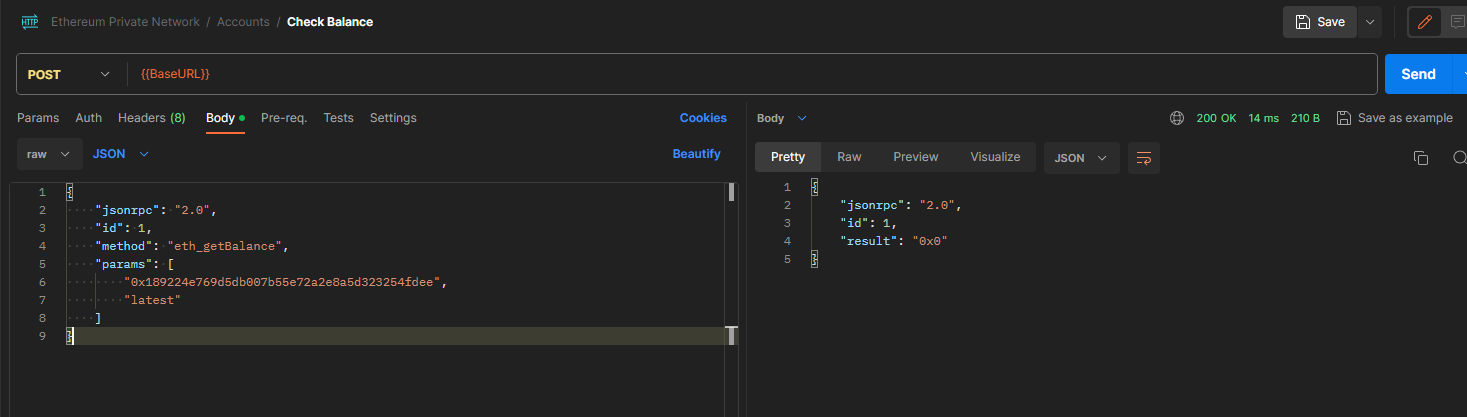 HTTP Ethereum Private Network / Accounts / Check Balance Save
POST {{BaseURL}} Send
Params Auth Headers (8) Body Pre-req. Tests Settings Cookies
raw JSON Beautify
1 {
2 "jsonrpc": "2.0",
3 "id": 1,
4 "method": "eth_getBalance",
5 "params": [
6 "0x189224e769d5db007b55e72a2e8a5d323254fdee",
7 "latest"
8 ]
9 }
Body 200 OK 14 ms 210 B Save as example
Pretty Raw Preview Visualize JSON
1 {
2 "jsonrpc": "2.0",
3 "id": 1,
4 "result": "0x0"
5 }